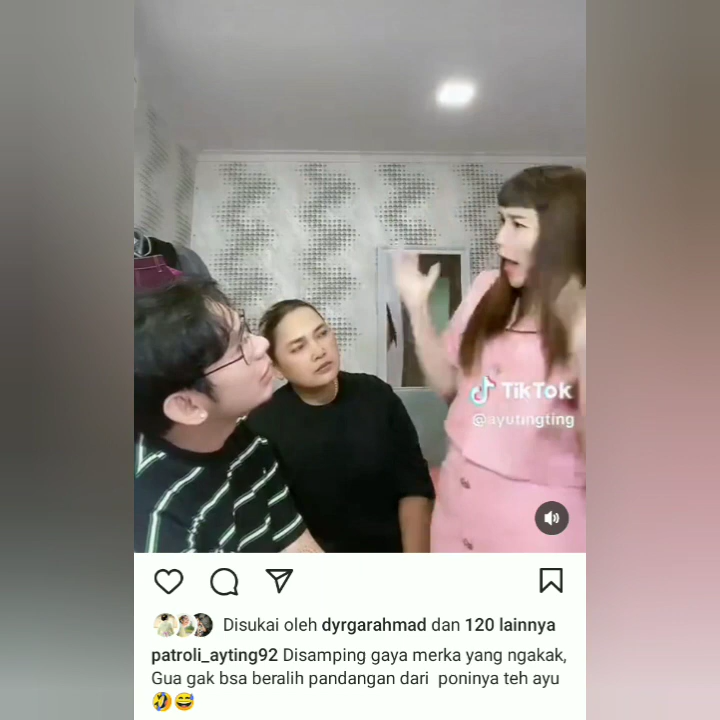 TikTok
@ayutingting
Disukai oleh dyrgarahmad dan 120 lainnya
patroli_ayting92 Disamping gaya merka yang ngakak,
Gua gak bsa beralih pandangan dari poninya teh ayu
🤣😅